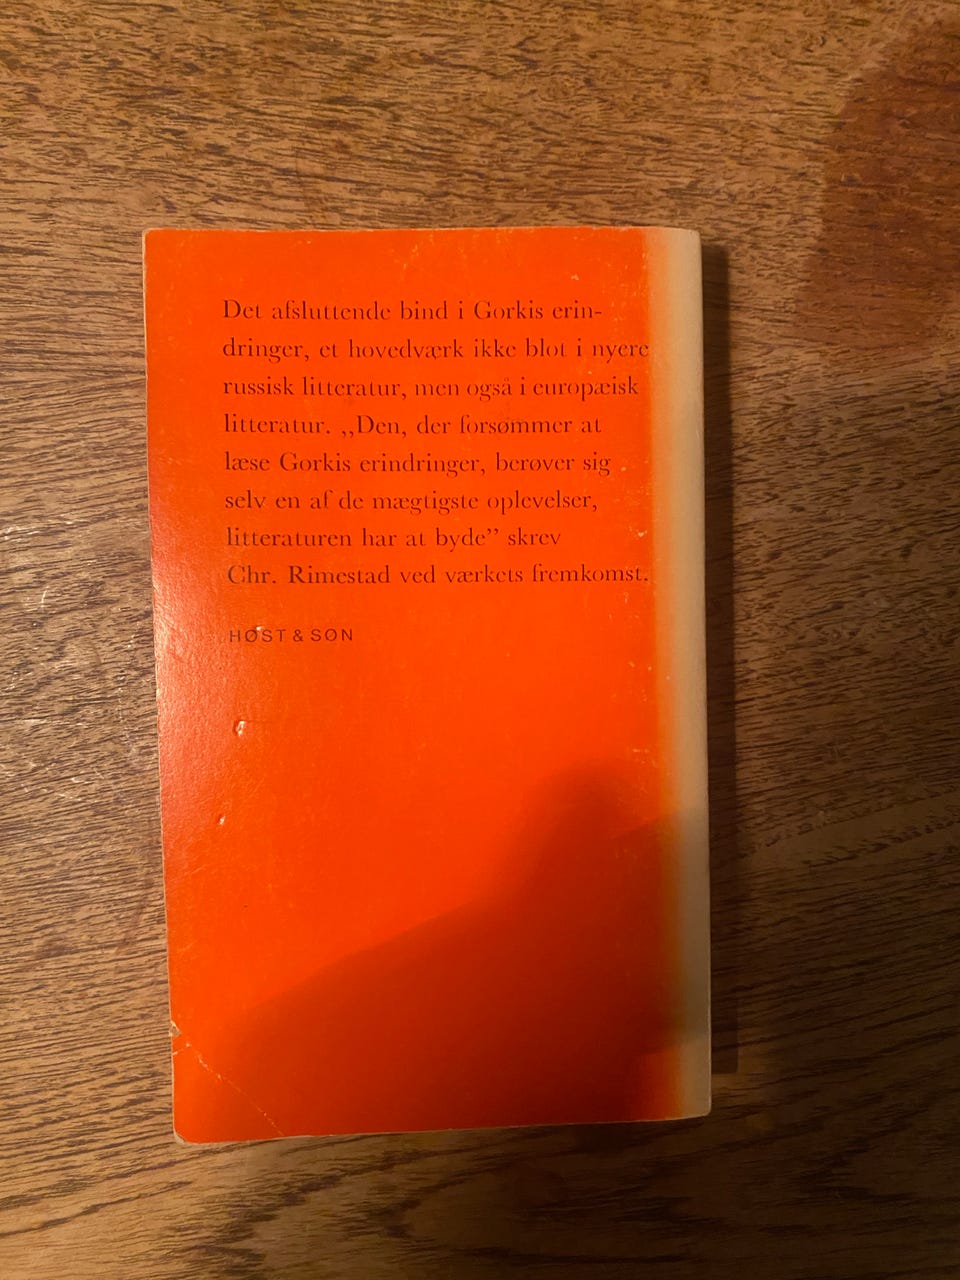 Det afsluttende bind i Gorkis erin-
dringer, et hovedværk ikke blot i nyere
russisk litteratur, men også i europæisk
litteratur. „Den, der forsømmer at
læse Gorkis erindringer, berøver sig
selv en af de mægtigste oplevelser,
litteraturen har at byde” skrev
Chr. Rimestad ved værkets fremkomst.
HØST & SØN